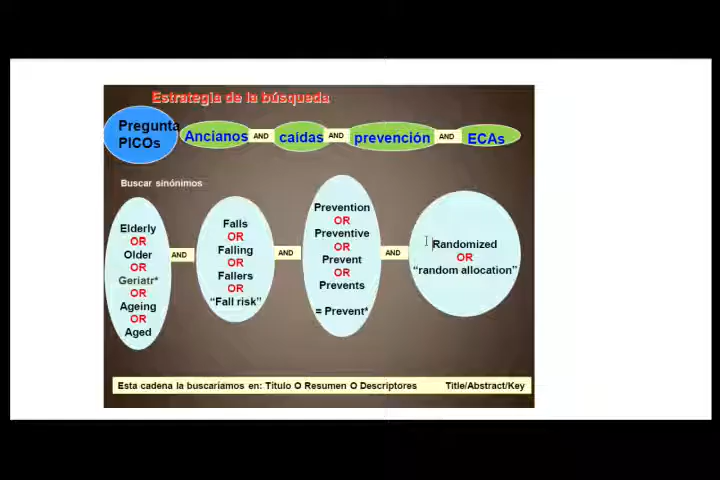 Estrategia de la búsqueda
Pregunta
PICOs
Ancianos AND caídas AND prevención AND ECAs
Buscar sinónimos
Elderly
OR
Older
OR
Geriatr*
OR
Ageing
OR
Aged
AND
Falls
OR
Falling
OR
Fallers
OR
“Fall risk”
AND
Prevention
OR
Preventive
OR
Prevent
OR
Prevents
= Prevent*
AND
Randomized
OR
“random allocation”
Esta cadena la buscaríamos en: Título O Resumen O Descriptores Title/Abstract/Key